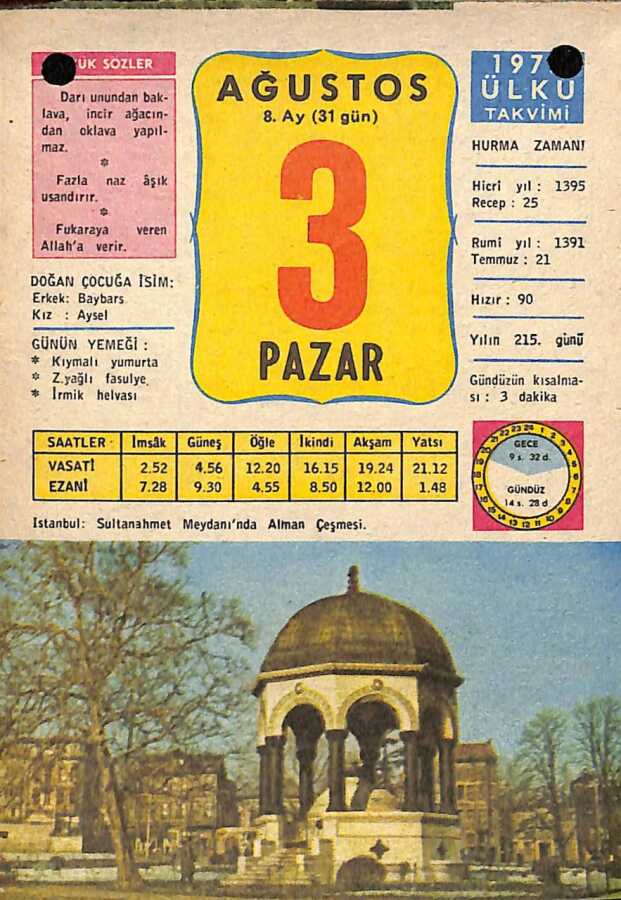 ÜK SÖZLER
Darı unundan bak-
lava, incir ağacın-
dan oklava yapıl-
maz.
Fazla naz âşık
usandırır.
Fukaraya veren
Allah'a verir.
DOĞAN ÇOCUĞA İSİM:
Erkek: Baybars
Kız : Aysel
GÜNÜN YEMEĞİ :
* Kıymalı yumurta
* Z.yağlı fasulye
* İrmik helvası
AĞUSTOS
8. Ay (31 gün)
3
PAZAR
197
ÜLKÜ
TAKVİMİ
HURMA ZAMANI
Hicri yıl : 1395
Recep : 25
Rumi yıl : 1391
Temmuz : 21
Hızır : 90
Yılın 215. günü
Gündüzün kısalma-
sı : 3 dakika
SAATLER İmsâk Güneş Öğle İkindi Akşam Yatsı
VASATİ 2.52 4.56 12.20 16.15 19.24 21.12
EZANİ 7.28 9.30 4.55 8.50 12.00 1.48
GECE
9 s. 32 d.
GÜNDÜZ
14 s. 28 d
İstanbul: Sultanahmet Meydanı'nda Alman Çeşmesi.